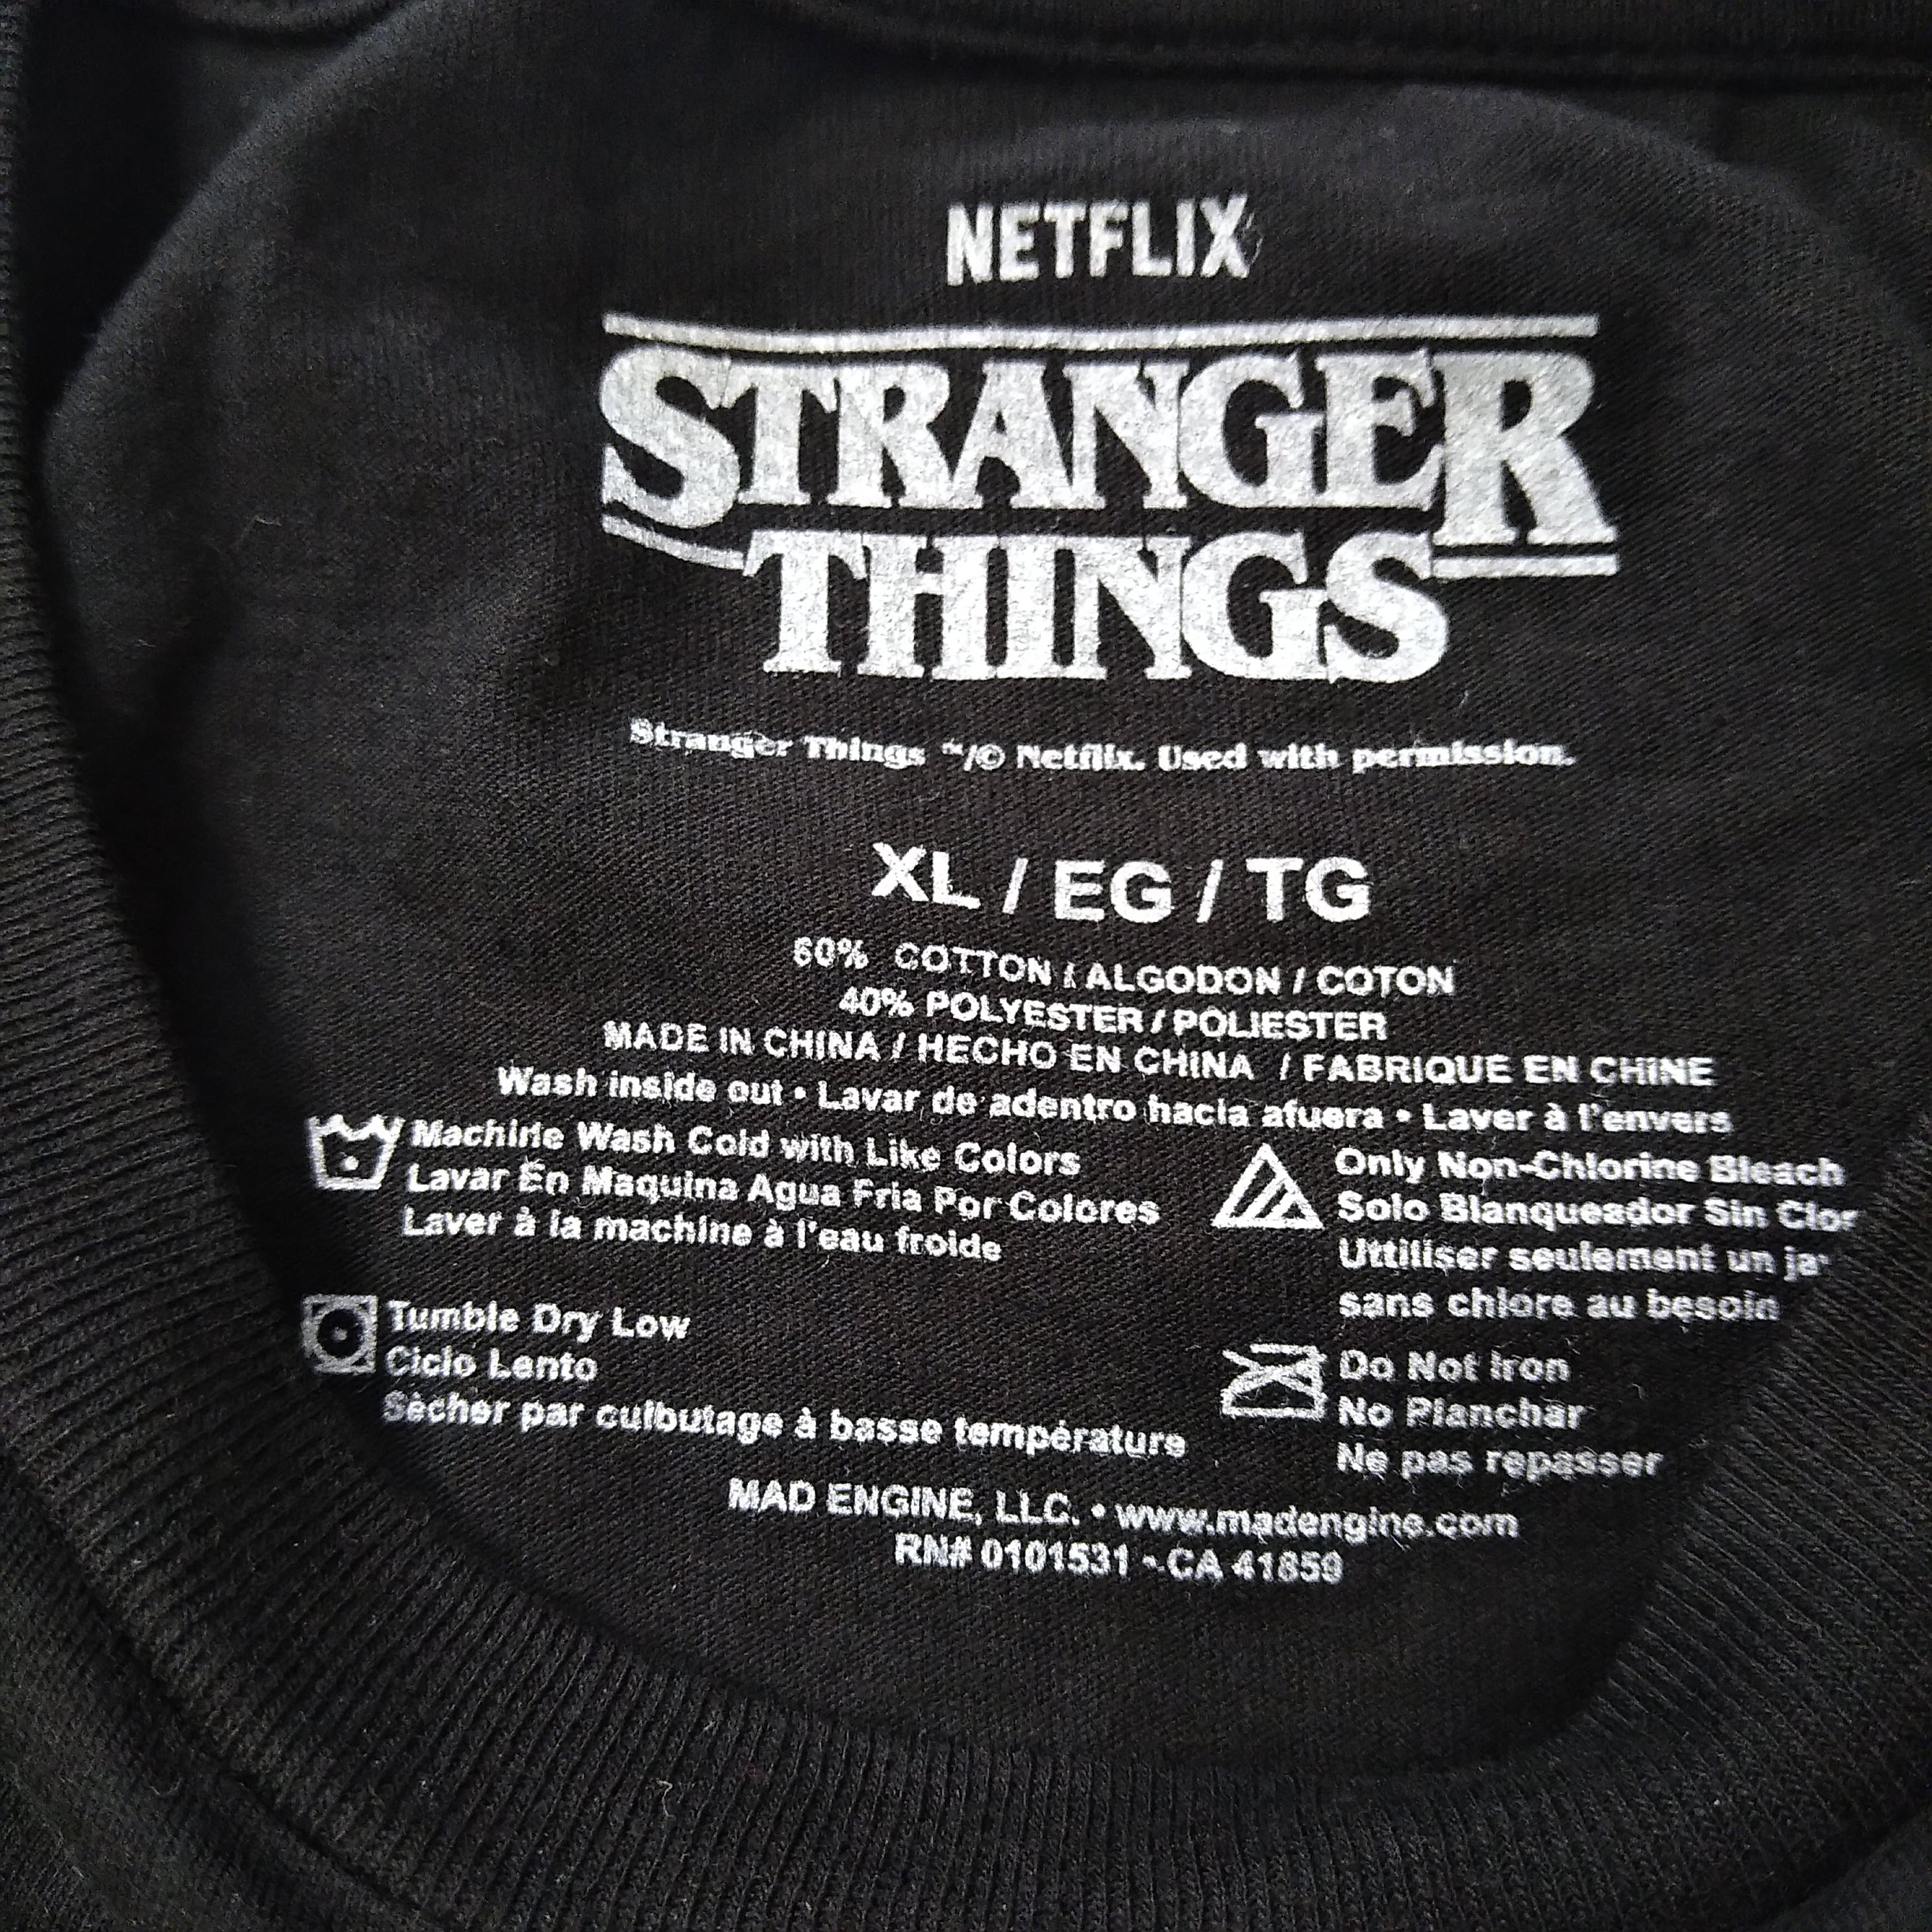 NETFLIX
STRANGER
THINGS
Stranger Things ™/© Netflix. Used with permission.
XL / EG / TG
60% COTTON / ALGODON / COTON
40% POLYESTER / POLIESTER
MADE IN CHINA / HECHO EN CHINA / FABRIQUE EN CHINE
Wash inside out • Lavar de adentro hacia afuera • Laver à l'envers
Machine Wash Cold with Like Colors
Lavar En Maquina Agua Fria Por Colores
Laver à la machine à l'eau froide
Only Non-Chlorine Bleach
Solo Blanqueador Sin Clor
Uttiliser seulement un
sans chlore au besoin
Tumble Dry Low
Ciclo Lento
Sècher par culbutage à basse température
Do Not Iron
No Planchar
Ne pas repasser
MAD ENGINE, LLC. • www.madengine.com
RN# 0101531 - CA 41859